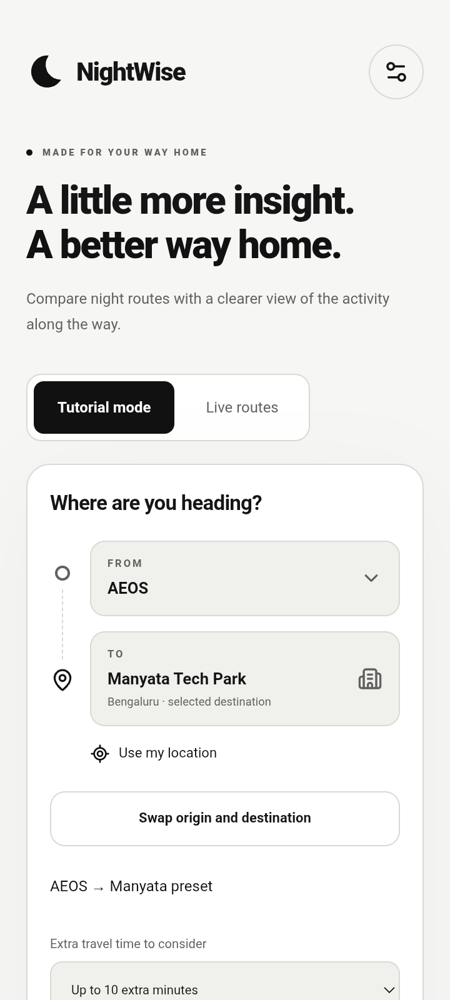 NightWise
MADE FOR YOUR WAY HOME
A little more insight.
A better way home.
Compare night routes with a clearer view of the activity
along the way.
Tutorial mode
Live routes
Where are you heading?
FROM
AEOS
TO
Manyata Tech Park
Bengaluru · selected destination
Use my location
Swap origin and destination
AEOS → Manyata preset
Extra travel time to consider
Up to 10 extra minutes